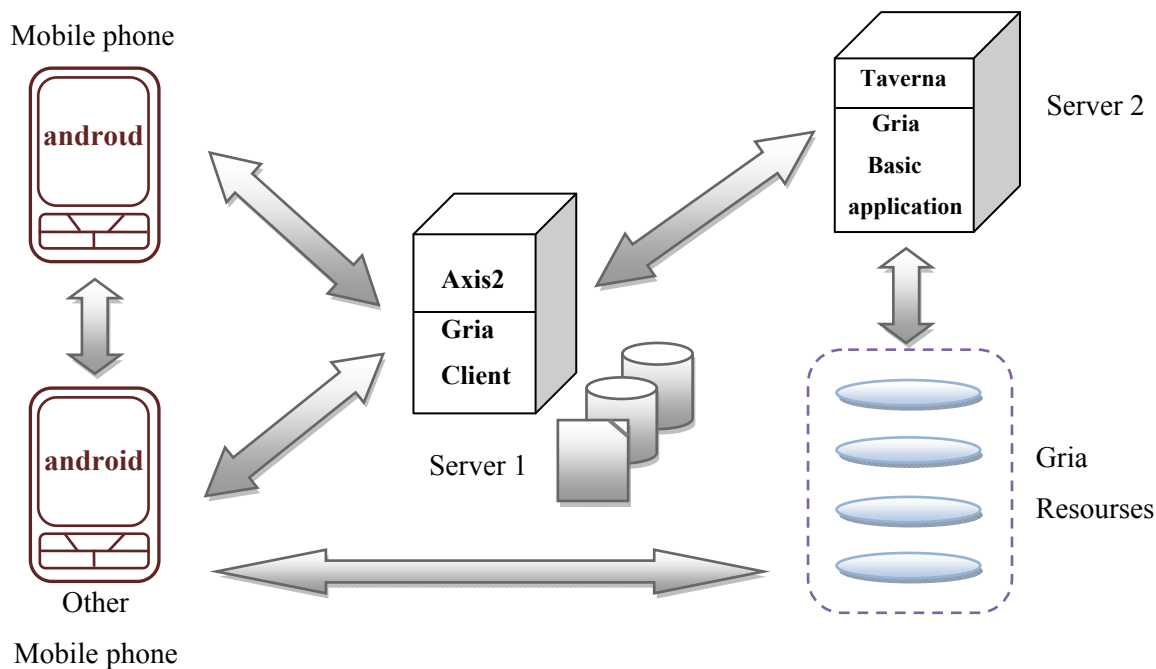 Mobile phone
android
Taverna
Gria
Basic
application
Server 2
Axis2
Gria
Client
Server 1
android
Other
Mobile phone
Gria
Resourses